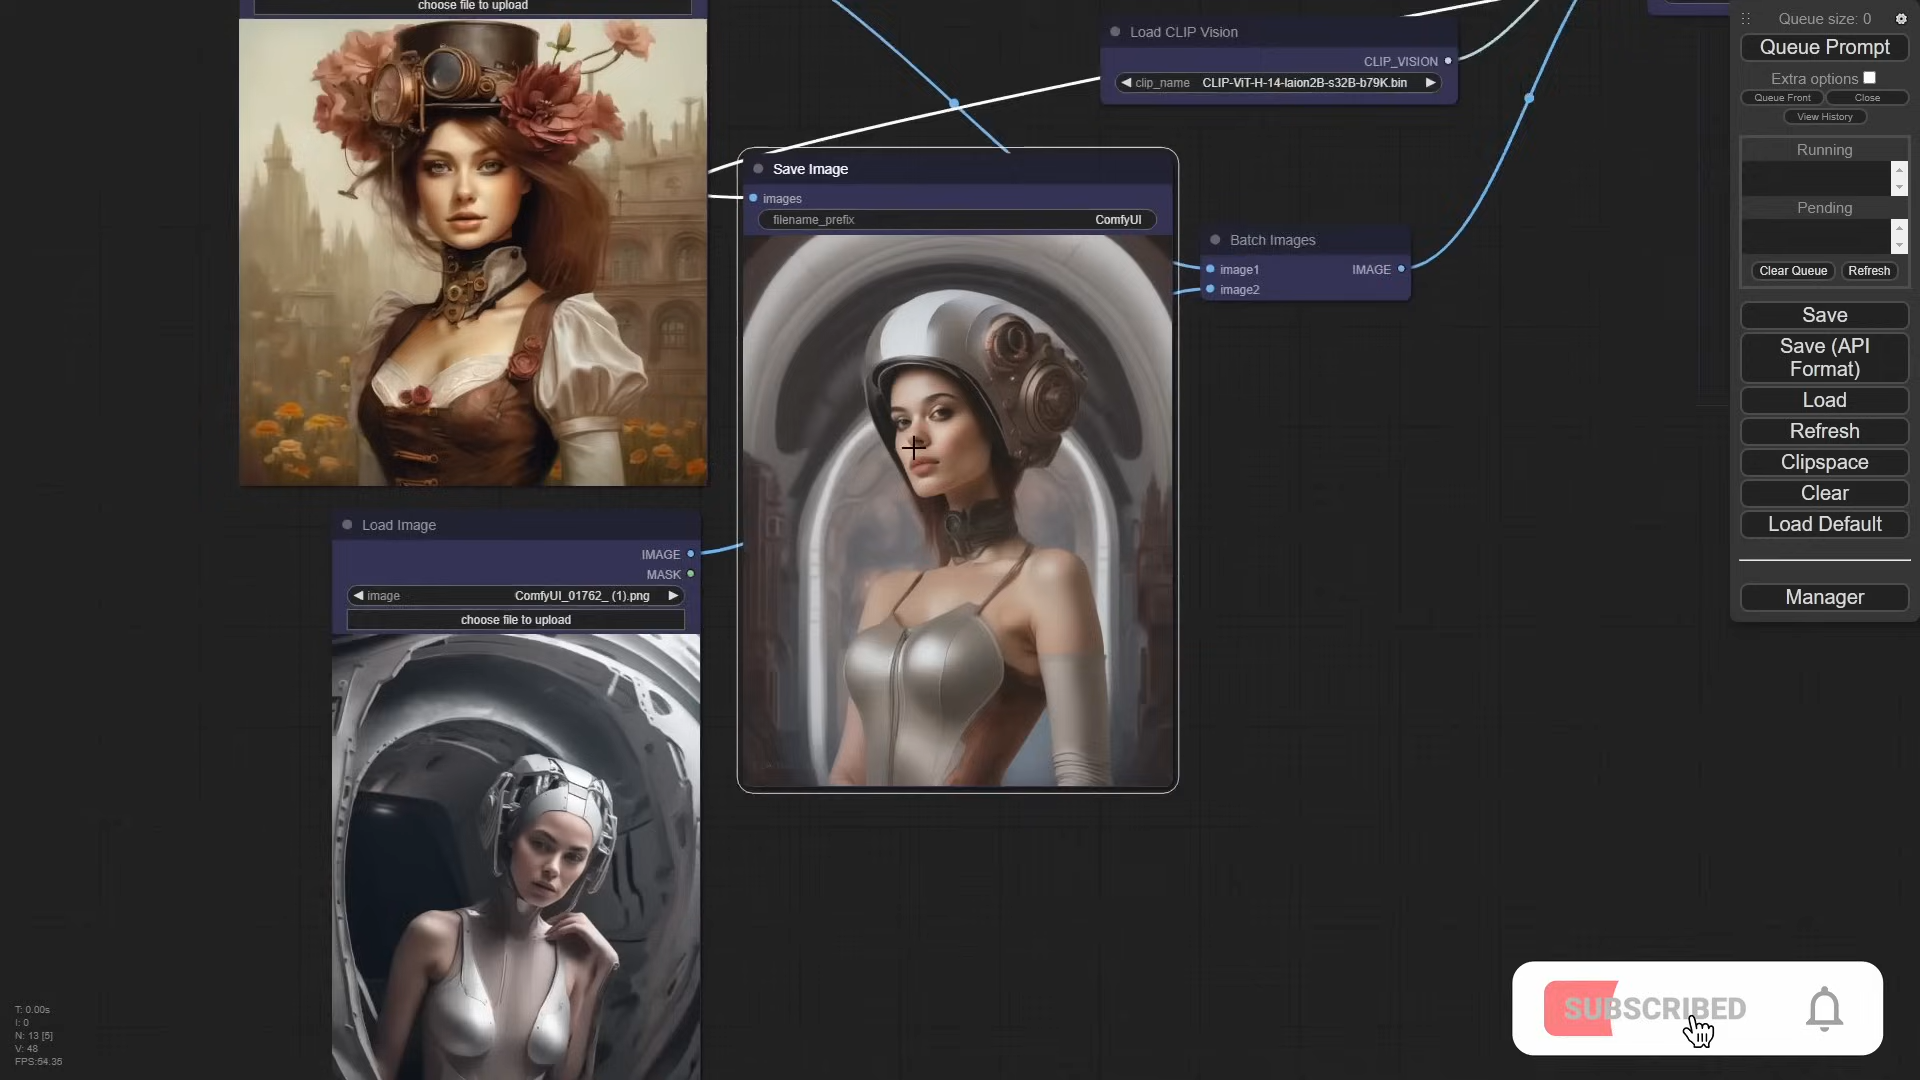 choose file to upload
Load CLIP Vision
CLIP_VISION
clip_name CLIP-ViT-H-14-laion2B-s32B-b79K.bin
Save Image
images
filename_prefix ComfyUI
Batch Images
image1 IMAGE
image2
Load Image
IMAGE
MASK
image ComfyUI_01762_ (1).png
choose file to upload
Queue size: 0
Queue Prompt
Extra options
Queue Front Close
View History
Running
Pending
Clear Queue Refresh
Save
Save (API
Format)
Load
Refresh
Clipspace
Clear
Load Default
Manager
T: 0.00s
I: 0
N: 13 [5]
V: 48
FPS:54.35
SUBSCRIBED